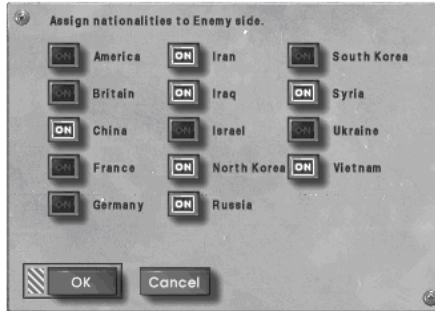 Assign nationalities to Enemy side.
ON America ON Iran ON South Korea
ON Britain ON Iraq ON Syria
ON China ON Israel ON Ukraine
ON France ON North Korea ON Vietnam
ON Germany ON Russia
OK Cancel